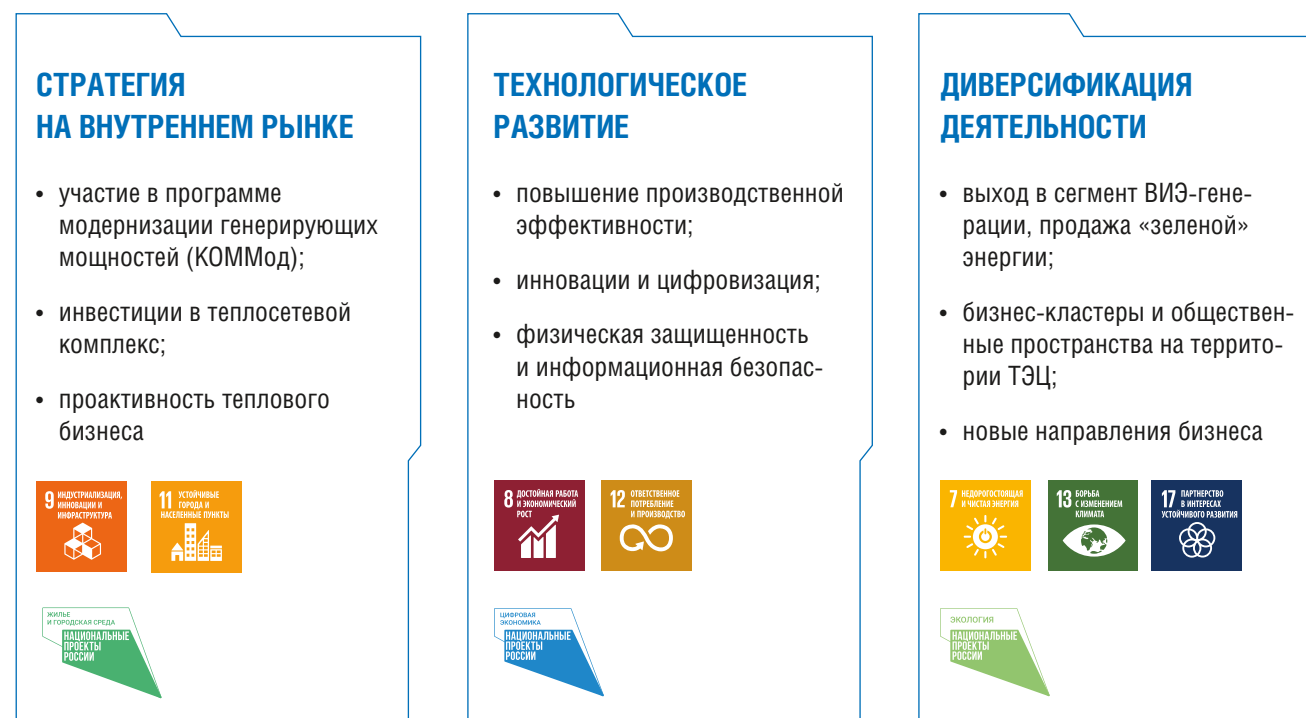 СТРАТЕГИЯ
НА ВНУТРЕННЕМ РЫНКЕ
• участие в программе
модернизации генерирующих
мощностей (КОММод);
• инвестиции в теплосетевой
комплекс;
• проактивность теплового
бизнеса
9 ИНДУСТРИАЛИЗАЦИЯ,
ИННОВАЦИИ И
ИНФРАСТРУКТУРА
11 УСТОЙЧИВЫЕ
ГОРОДА И
НАСЕЛЕННЫЕ ПУНКТЫ
ЖИЛЬЕ
И ГОРОДСКАЯ СРЕДА
НАЦИОНАЛЬНЫЕ
ПРОЕКТЫ
РОССИИ
ТЕХНОЛОГИЧЕСКОЕ
РАЗВИТИЕ
• повышение производственной
эффективности;
• инновации и цифровизация;
• физическая защищенность
и информационная безопас-
ность
8 ДОСТОЙНАЯ РАБОТА
И ЭКОНОМИЧЕСКИЙ
РОСТ
12 ОТВЕТСТВЕННОЕ
ПОТРЕБЛЕНИЕ
И ПРОИЗВОДСТВО
ЦИФРОВАЯ
ЭКОНОМИКА
НАЦИОНАЛЬНЫЕ
ПРОЕКТЫ
РОССИИ
ДИВЕРСИФИКАЦИЯ
ДЕЯТЕЛЬНОСТИ
• выход в сегмент ВИЭ-гене-
рации, продажа «зеленой»
энергии;
• бизнес-кластеры и обществен-
ные пространства на террито-
рии ТЭЦ;
• новые направления бизнеса
7 НЕДОРОГОСТОЯЩАЯ
И ЧИСТАЯ ЭНЕРГИЯ
13 БОРЬБА
С ИЗМЕНЕНИЕМ
КЛИМАТА
17 ПАРТНЕРСТВО
В ИНТЕРЕСАХ
УСТОЙЧИВОГО РАЗВИТИЯ
ЭКОЛОГИЯ
НАЦИОНАЛЬНЫЕ
ПРОЕКТЫ
РОССИИ